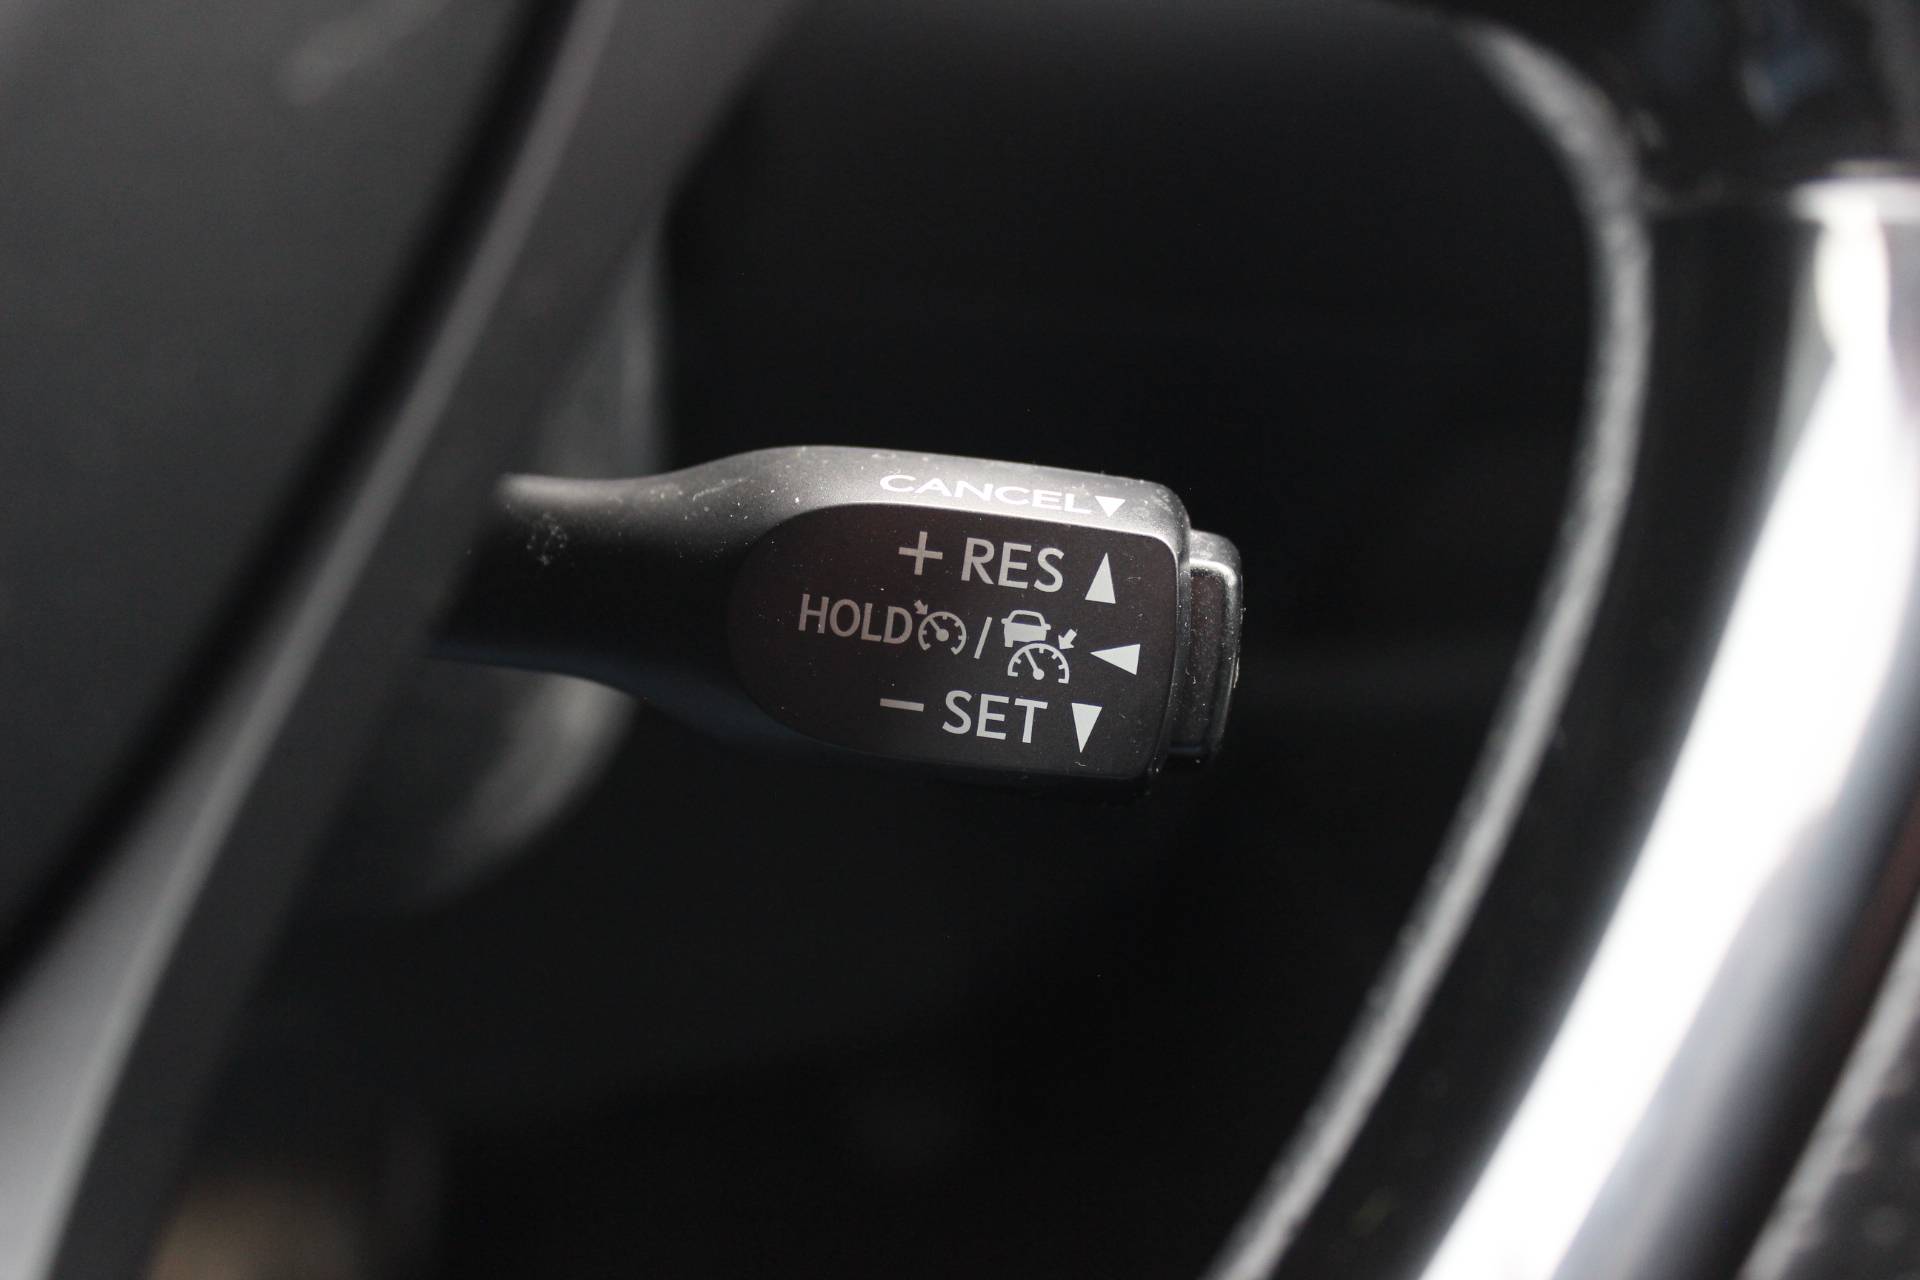 CANCEL▼
+ RES ▲
HOLD / ◀
− SET ▼